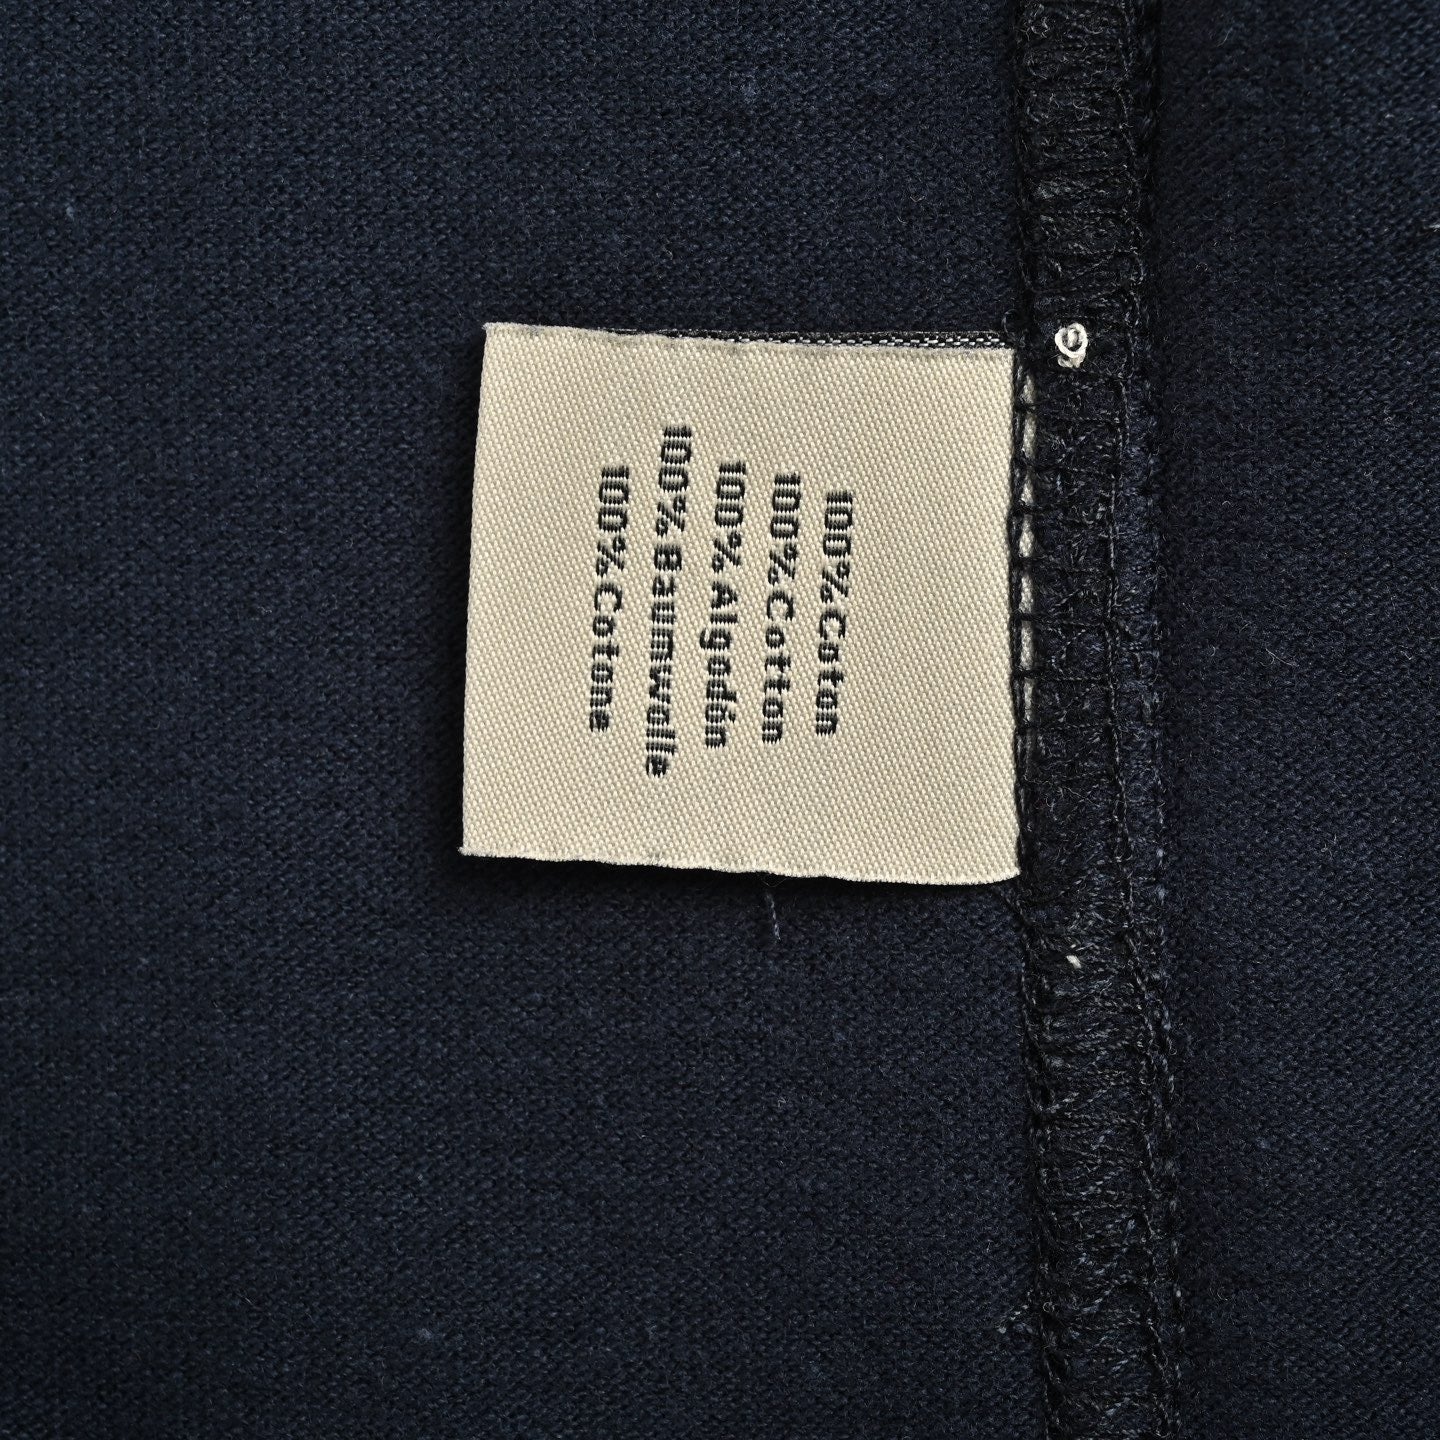 100% Coton
100% Cotton
100% Algodón
100% Baumwolle
100% Cotone